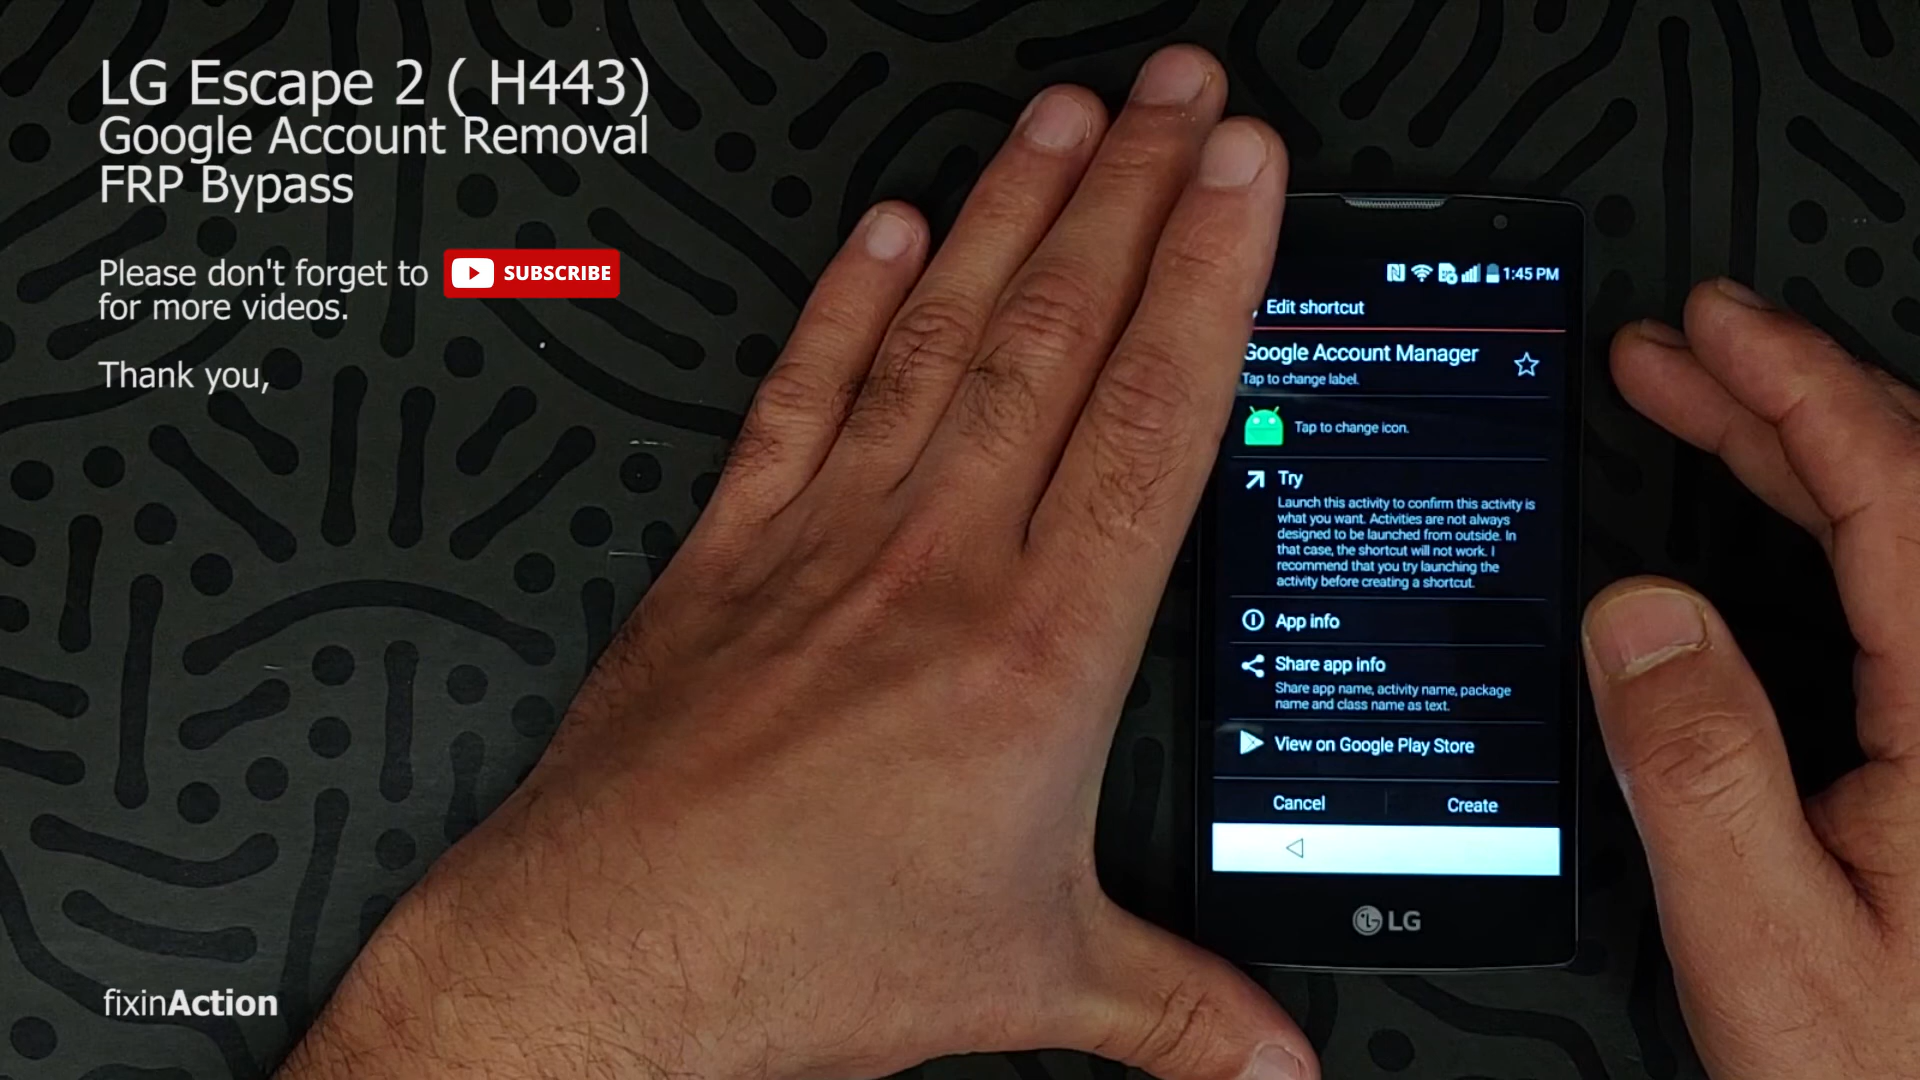 LG Escape 2 ( H443)
Google Account Removal
FRP Bypass
Please don't forget to SUBSCRIBE
for more videos.
Thank you,
fixinAction
1:45 PM
Edit shortcut
Google Account Manager
Tap to change label.
Tap to change icon.
Try
Launch this activity to confirm this activity is
what you want. Activities are not always
designed to be launched from outside. In
that case, the shortcut will not work. I
recommend that you try launching the
activity before creating a shortcut.
App info
Share app info
Share app name, activity name, package
name and class name as text.
View on Google Play Store
Cancel Create
LG